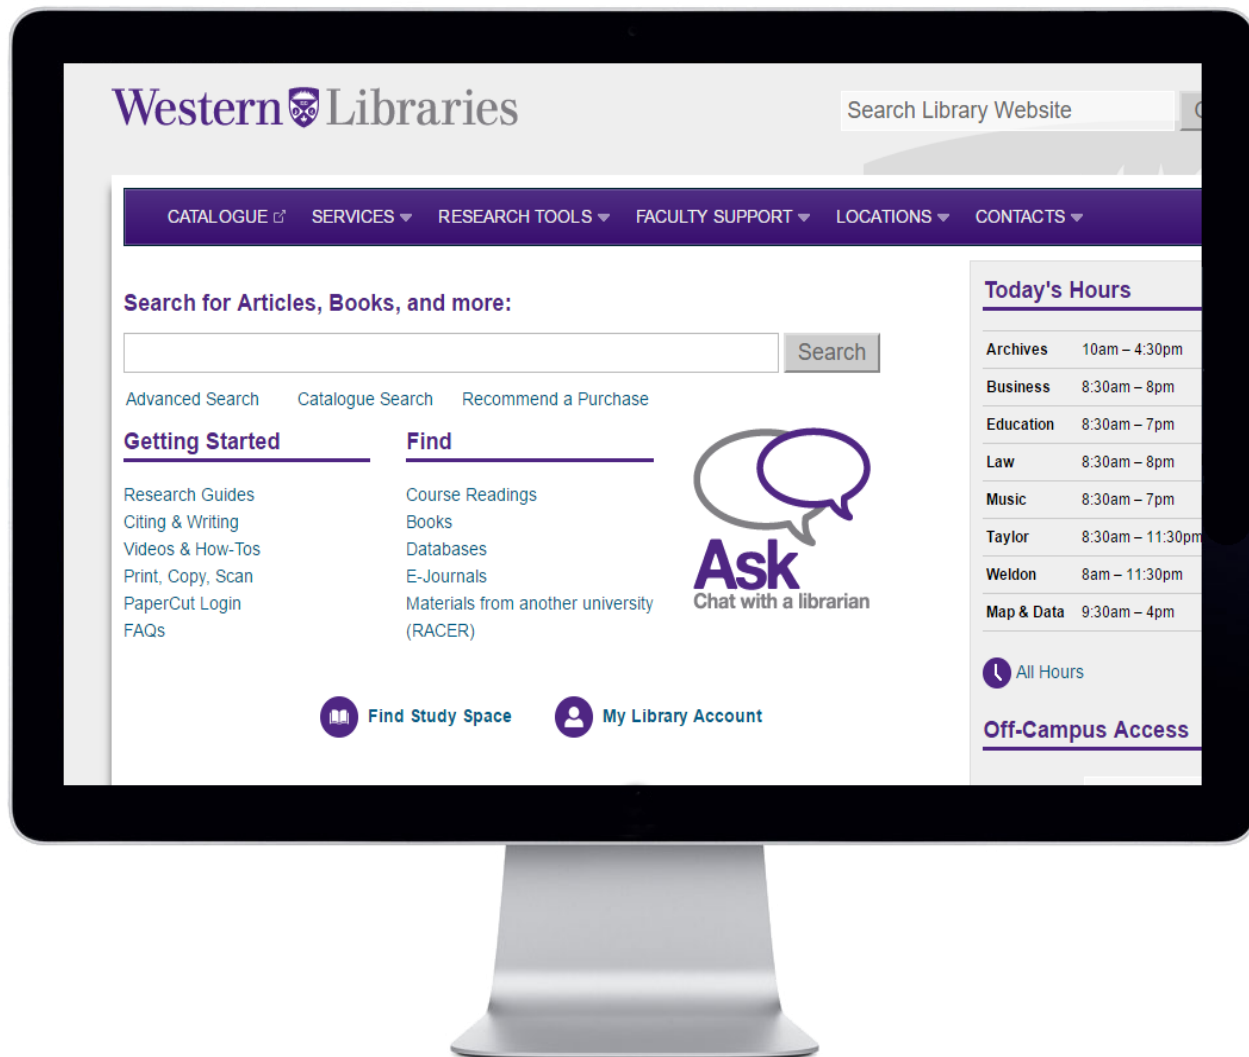 Western Libraries
Search Library Website
CATALOGUE SERVICES RESEARCH TOOLS FACULTY SUPPORT LOCATIONS CONTACTS
Search for Articles, Books, and more:
Search
Advanced Search Catalogue Search Recommend a Purchase
Getting Started
Research Guides
Citing & Writing
Videos & How-Tos
Print, Copy, Scan
PaperCut Login
FAQs
Find
Course Readings
Books
Databases
E-Journals
Materials from another university
(RACER)
Ask
Chat with a librarian
Find Study Space
My Library Account
Today's Hours
Archives 10am – 4:30pm
Business 8:30am – 8pm
Education 8:30am – 7pm
Law 8:30am – 8pm
Music 8:30am – 7pm
Taylor 8:30am – 11:30pm
Weldon 8am – 11:30pm
Map & Data 9:30am – 4pm
All Hours
Off-Campus Access